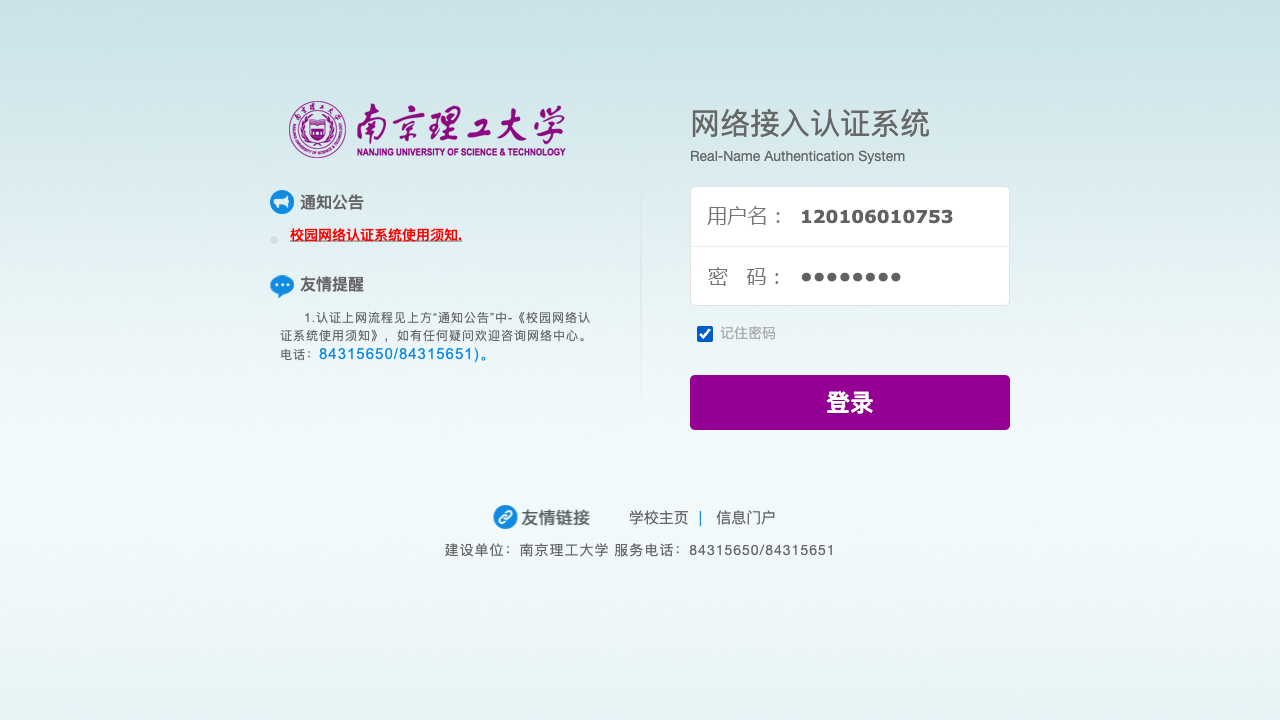 南京理工大学
NANJING UNIVERSITY OF SCIENCE & TECHNOLOGY
通知公告
校园网络认证系统使用须知.
友情提醒
1.认证上网流程见上方“通知公告”中-《校园网络认
证系统使用须知》，如有任何疑问欢迎咨询网络中心。
电话：84315650/84315651)。
网络接入认证系统
Real-Name Authentication System
用户名： 120106010753
密 码： ●●●●●●●●
记住密码
登录
友情链接 学校主页 | 信息门户
建设单位：南京理工大学 服务电话：84315650/84315651